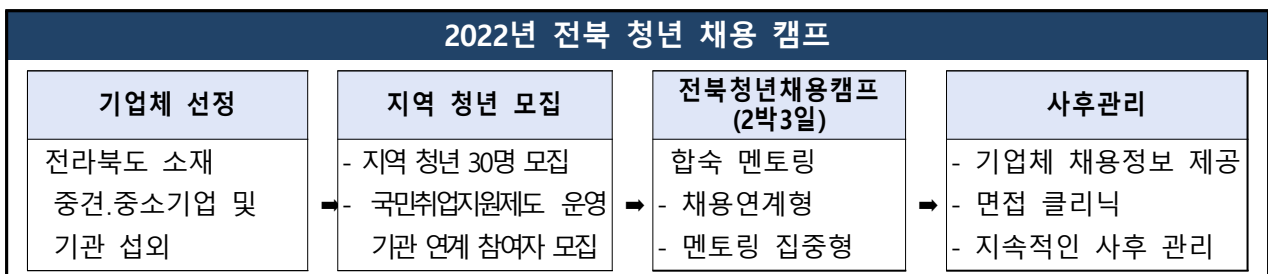 2022년 전북 청년 채용 캠프
기업체 선정
전라북도 소재
중견.중소기업 및
기관 섭외
➡
지역 청년 모집
- 지역 청년 30명 모집
- 국민취업지원제도 운영
기관 연계 참여자 모집
➡
전북청년채용캠프
(2박3일)
합숙 멘토링
- 채용연계형
- 멘토링 집중형
➡
사후관리
- 기업체 채용정보 제공
- 면접 클리닉
- 지속적인 사후 관리